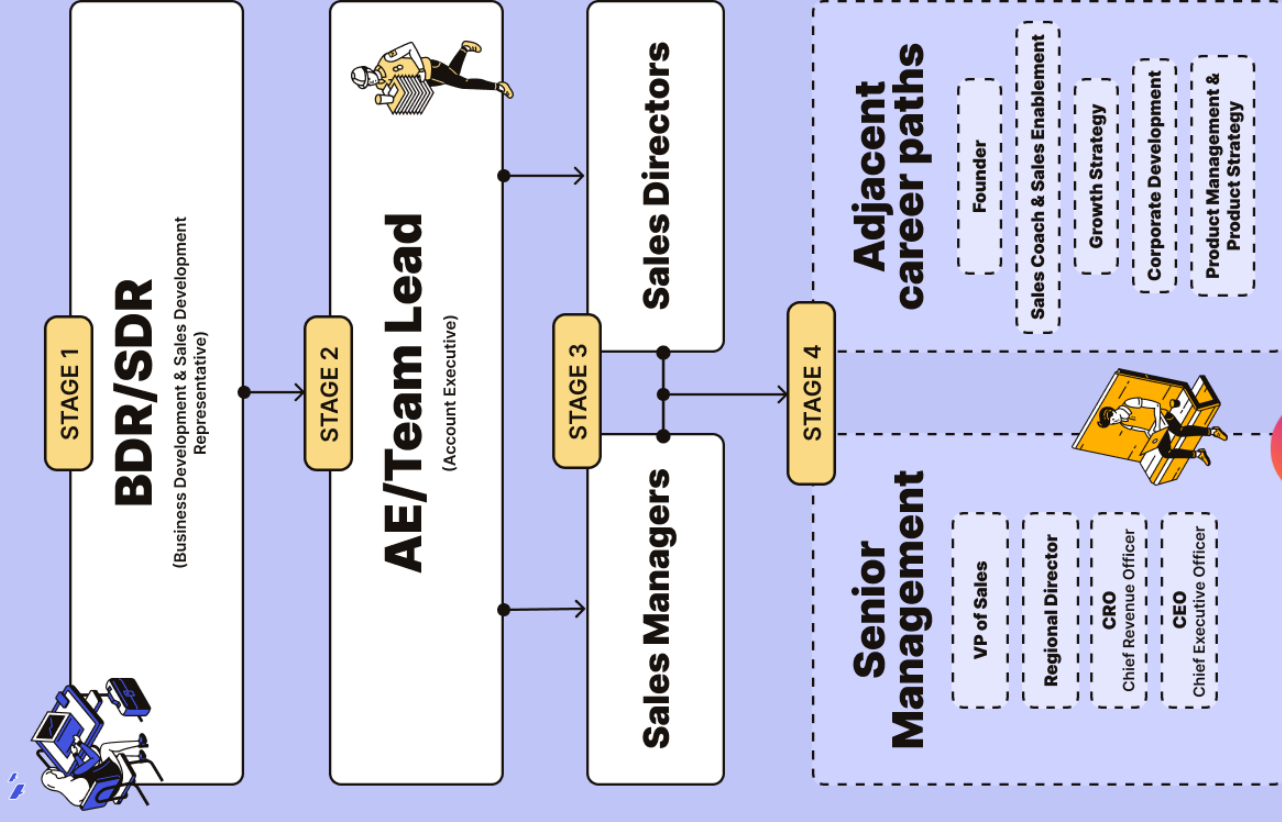 STAGE 1
BDR/SDR
(Business Development & Sales Development
Representative)
STAGE 2
AE/Team Lead
(Account Executive)
STAGE 3
Sales Managers
Sales Directors
STAGE 4
Senior
Management
VP of Sales
Regional Director
CRO
Chief Revenue Officer
CEO
Chief Executive Officer
Adjacent
career paths
Founder
Sales Coach & Sales Enablement
Growth Strategy
Corporate Development
Product Management &
Product Strategy